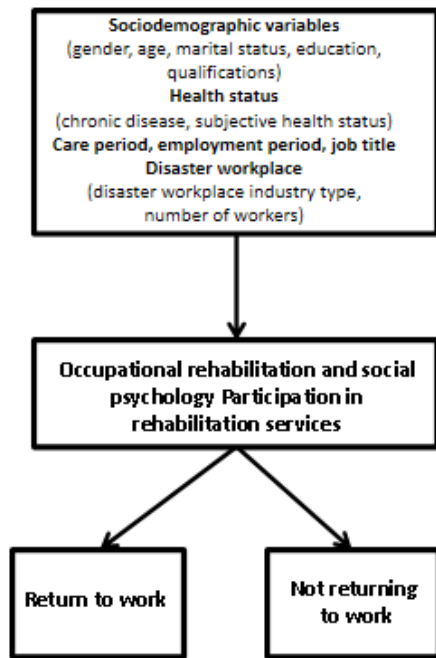 Sociodemographic variables
(gender, age, marital status, education,
qualifications)
Health status
(chronic disease, subjective health status)
Care period, employment period, job title
Disaster workplace
(disaster workplace industry type,
number of workers)
Occupational rehabilitation and social
psychology Participation in
rehabilitation services
Return to work
Not returning
to work